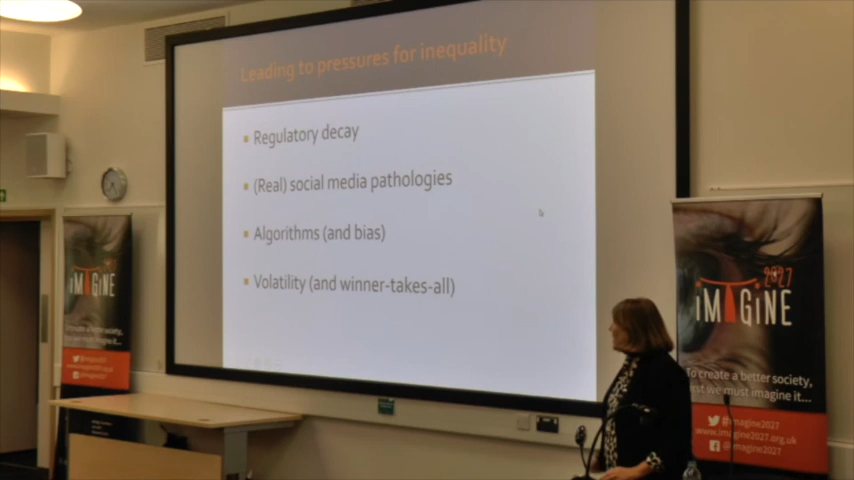 Leading to pressures for inequality
Regulatory decay
(Real) social media pathologies
Algorithms (and bias)
Volatility (and winner-takes-all)
iMAGiNE
iMAGiNE
2027
To create a better society,
first we must imagine it...
@imagine2027
www.imagine2027.org.uk
@imagine2027